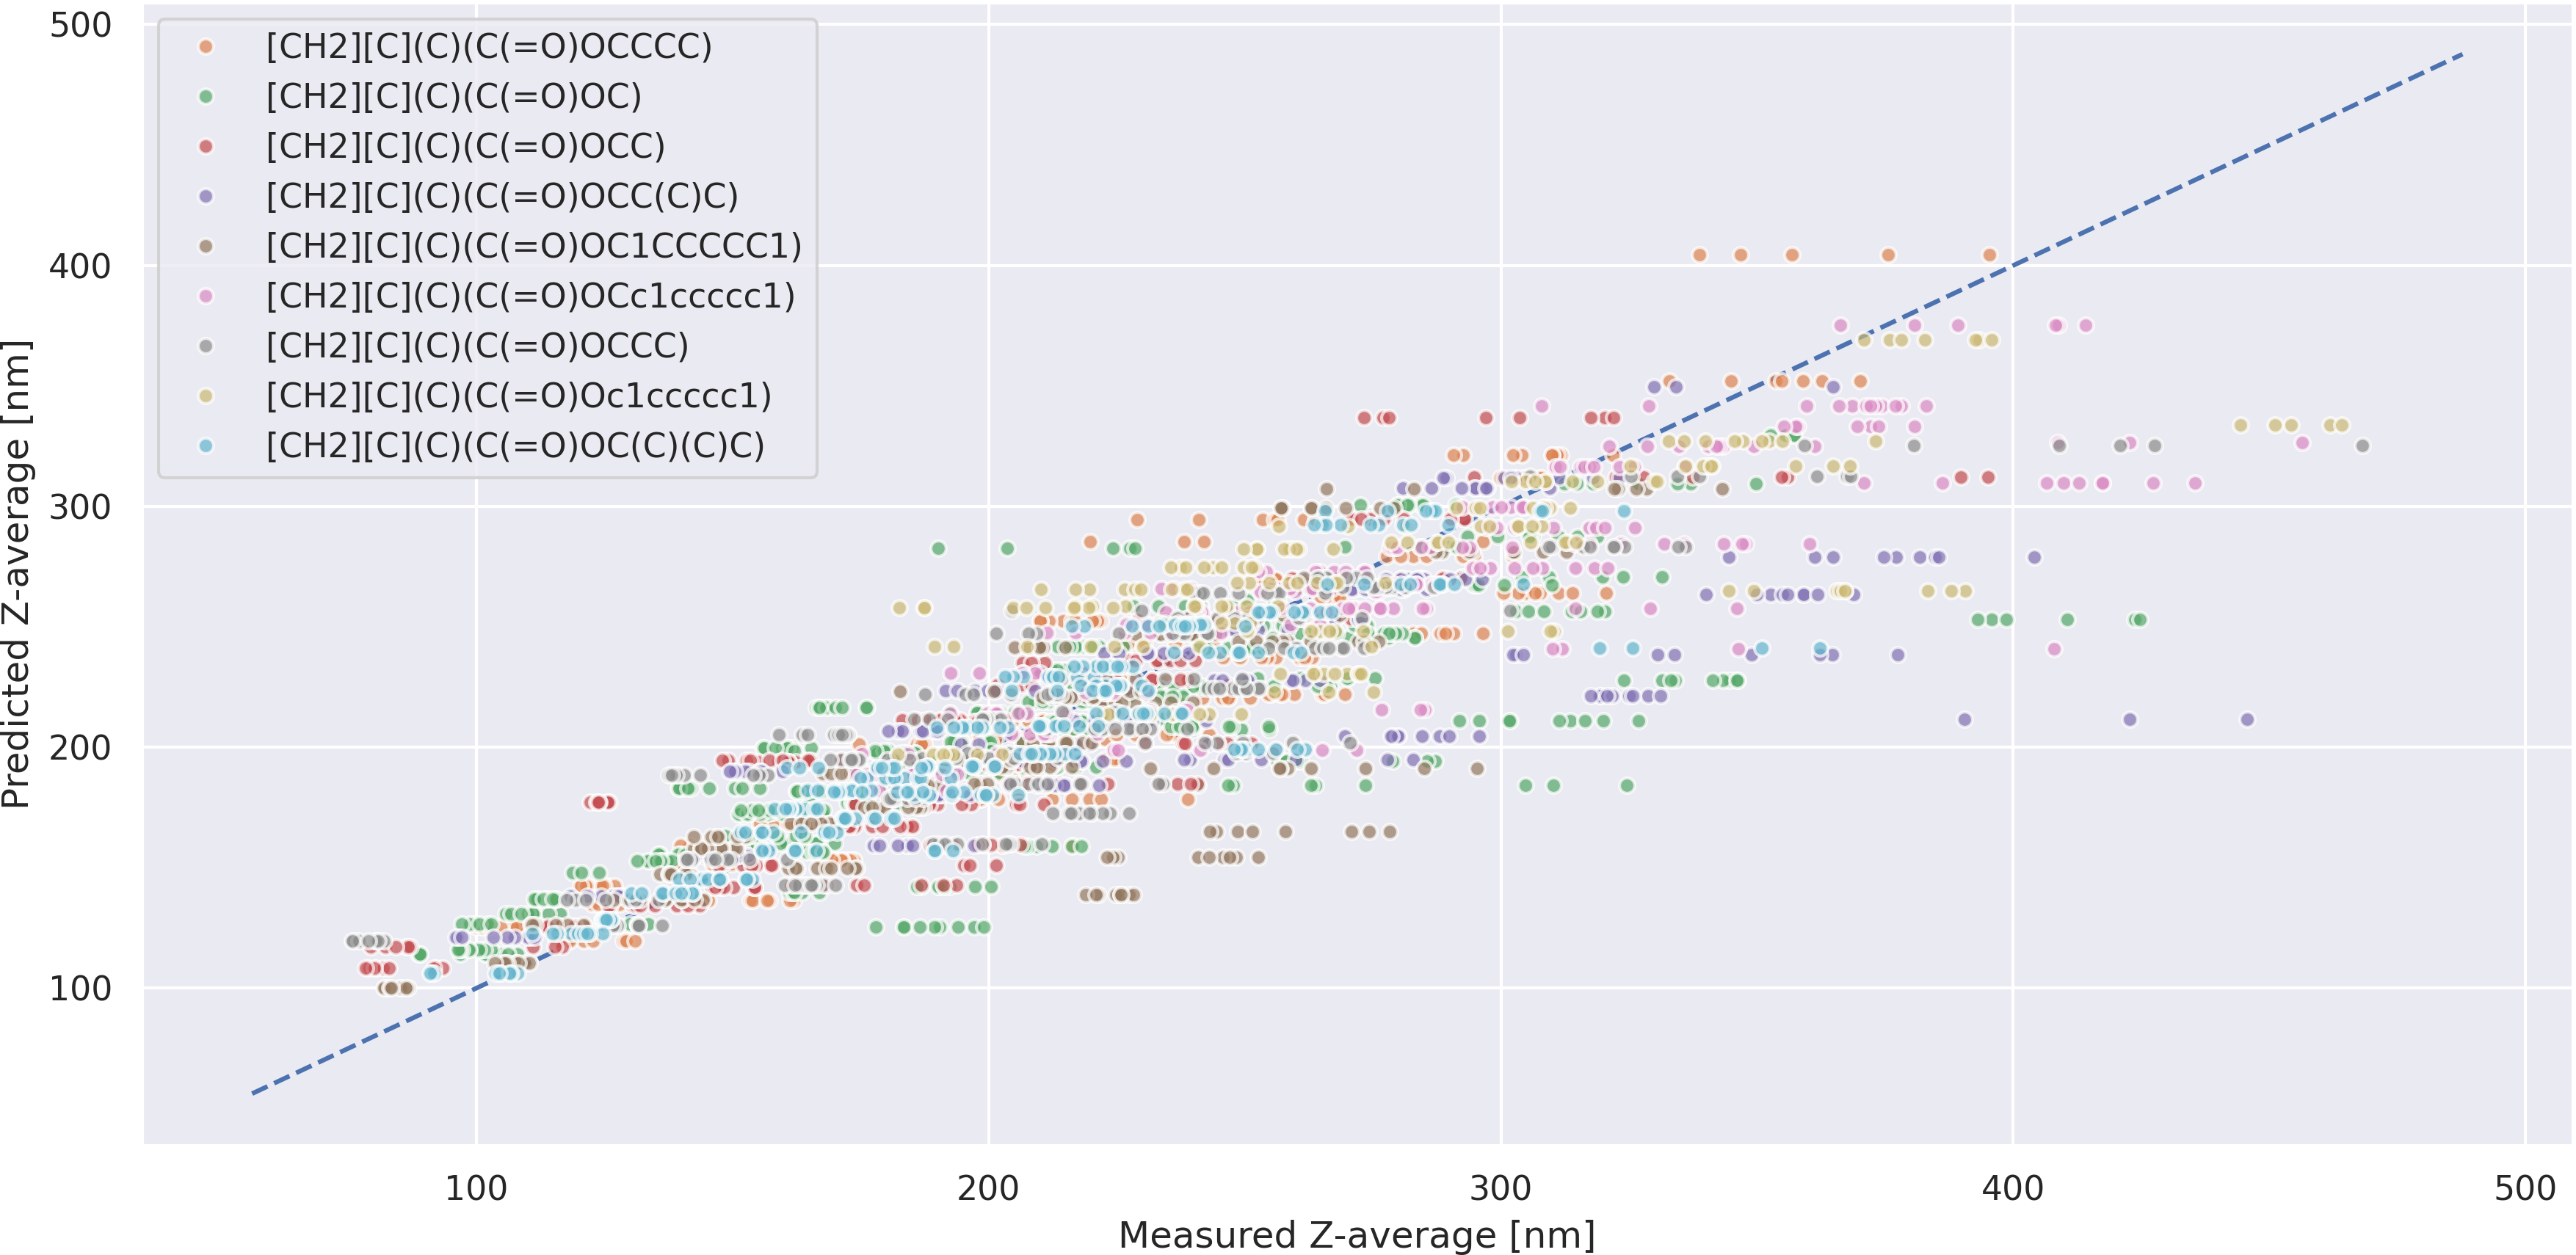 500
400
300
200
100
Predicted Z-average [nm]
[CH2][C](C)(C(=O)OCCCC)
[CH2][C](C)(C(=O)OC)
[CH2][C](C)(C(=O)OCC)
[CH2][C](C)(C(=O)OCC(C)C)
[CH2][C](C)(C(=O)OC1CCCCC1)
[CH2][C](C)(C(=O)OCc1ccccc1)
[CH2][C](C)(C(=O)OCCC)
[CH2][C](C)(C(=O)Oc1ccccc1)
[CH2][C](C)(C(=O)OC(C)(C)C)
100 200 300 400 500
Measured Z-average [nm]